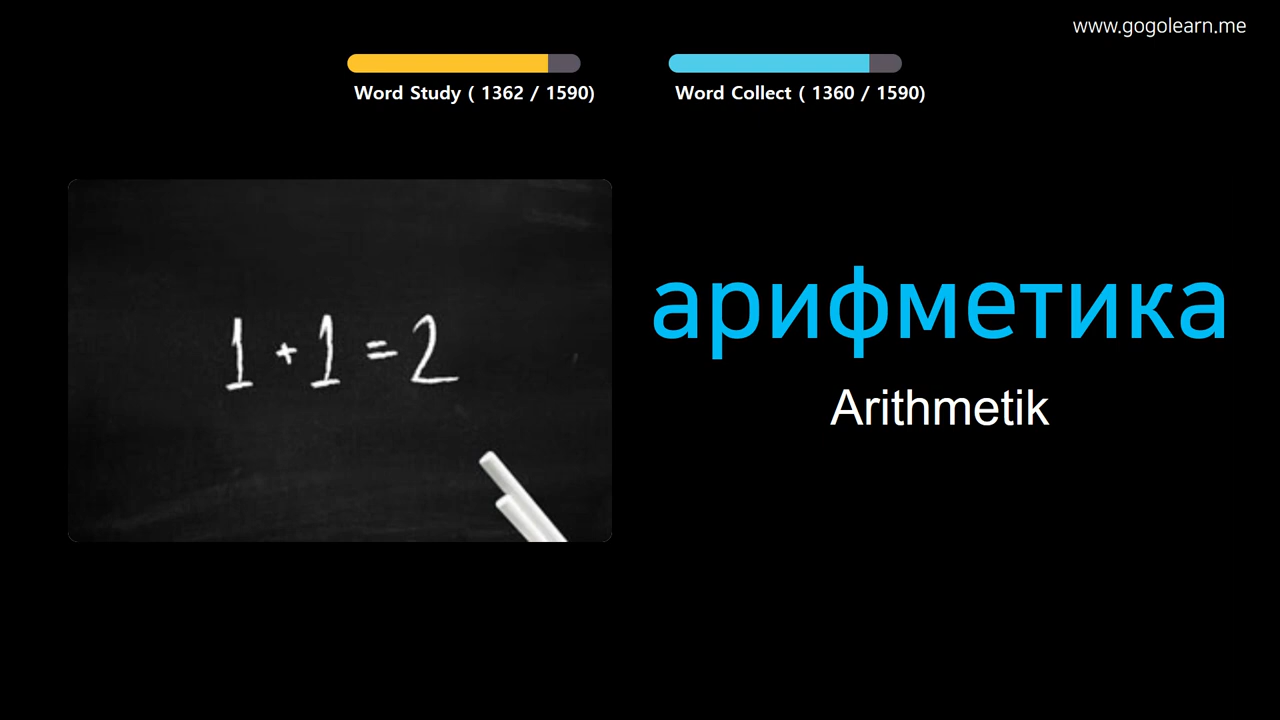 www.gogolearn.me
Word Study ( 1362 / 1590)
Word Collect ( 1360 / 1590)
1 + 1 = 2
арифметика
Arithmetik